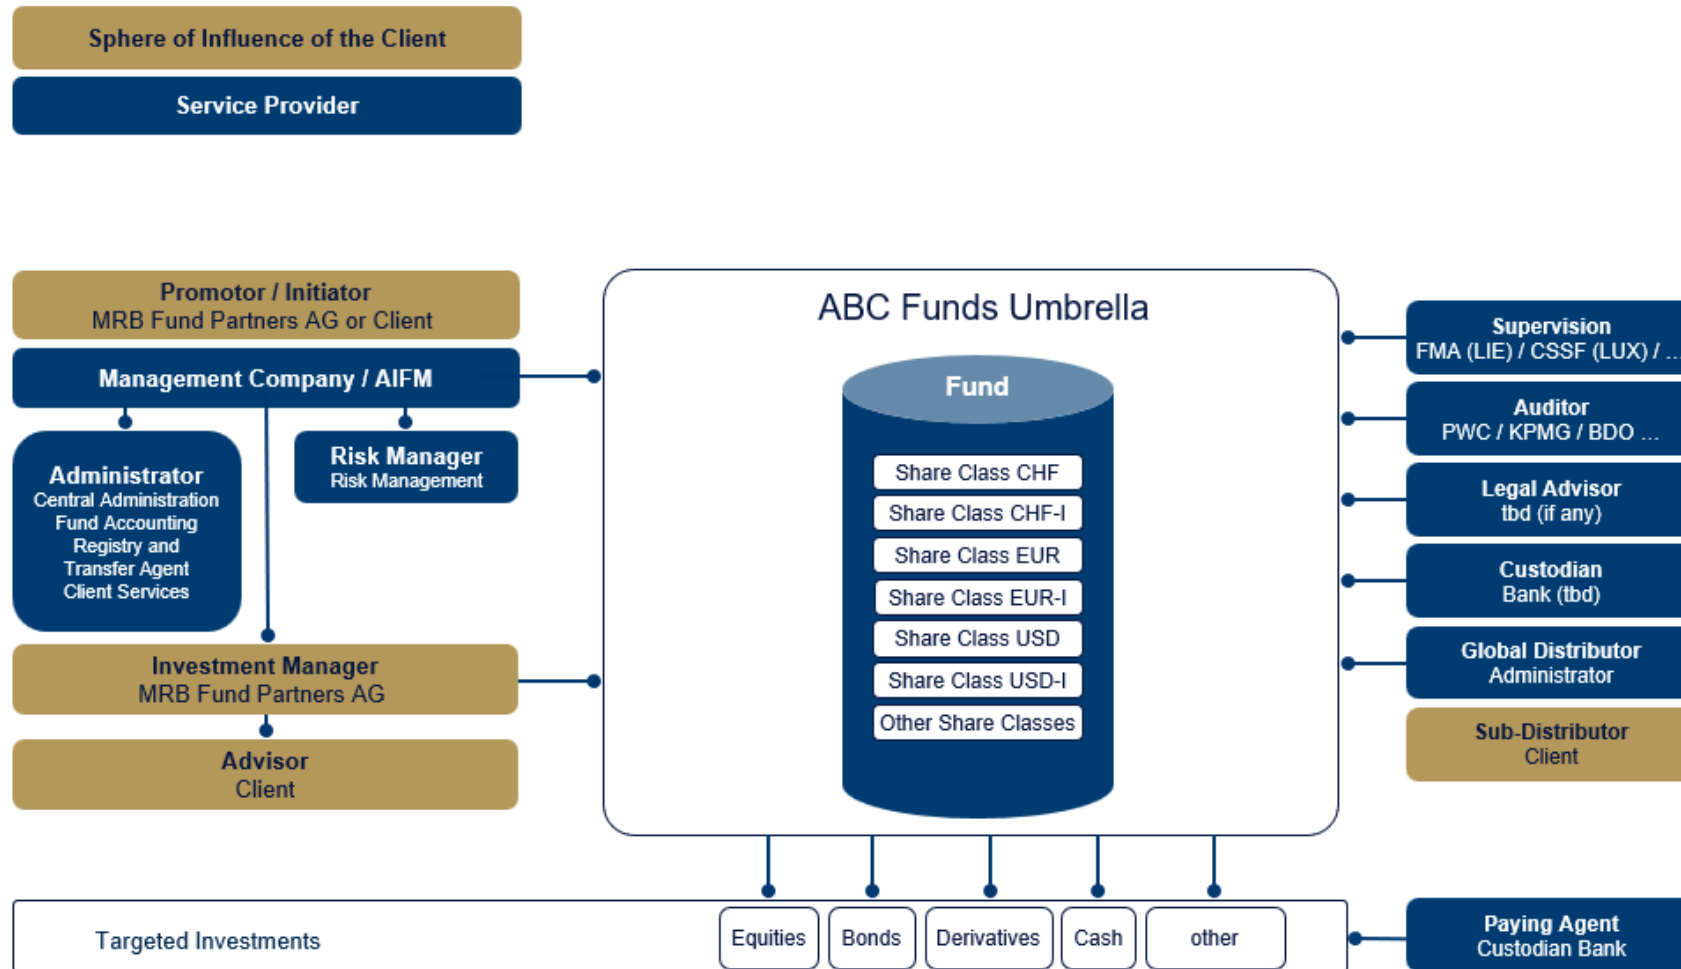 Sphere of Influence of the Client
Service Provider
Promotor / Initiator
MRB Fund Partners AG or Client
Management Company / AIFM
Administrator
Central Administration
Fund Accounting
Registry and
Transfer Agent
Client Services
Risk Manager
Risk Management
Investment Manager
MRB Fund Partners AG
Advisor
Client
ABC Funds Umbrella
Fund
Share Class CHF
Share Class CHF-I
Share Class EUR
Share Class EUR-I
Share Class USD
Share Class USD-I
Other Share Classes
Supervision
FMA (LIE) / CSSF (LUX) / ...
Auditor
PWC / KPMG / BDO ...
Legal Advisor
tbd (if any)
Custodian
Bank (tbd)
Global Distributor
Administrator
Sub-Distributor
Client
Targeted Investments
Equities
Bonds
Derivatives
Cash
other
Paying Agent
Custodian Bank